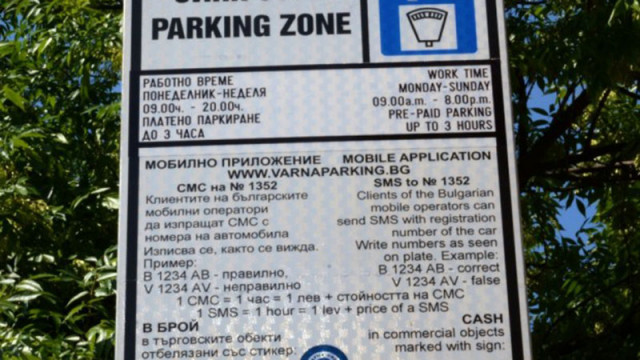 PARKING ZONE
РАБОТНО ВРЕМЕ
ПОНЕДЕЛНИК-НЕДЕЛЯ
09.00ч. - 20.00ч.
ПЛАТЕНО ПАРКИРАНЕ
ДО 3 ЧАСА
WORK TIME
MONDAY-SUNDAY
09.00a.m. - 8.00p.m.
PRE-PAID PARKING
UP TO 3 HOURS
МОБИЛНО ПРИЛОЖЕНИЕ MOBILE APPLICATION
WWW.VARNAPARKING.BG
СМС на № 1352
Клиентите на българските
мобилни оператори
да изпращат СМС с
номера на автомобила
Изписва се, както се вижда.
Пример:
В 1234 АВ - правилно,
V 1234 AV - неправилно
SMS to № 1352
Clients of the Bulgarian
mobile operators can
send SMS with registration
number of the car
Write numbers as seen
on plate. Example:
B 1234 AB - correct
V 1234 AV - false
1 СМС = 1 час = 1 лев + стойността на СМС
1 SMS = 1 hour = 1 lev + price of a SMS
В БРОЙ
в търговските обекти
отбелязани със стикер:
CASH
in commercial objects
marked with sign: